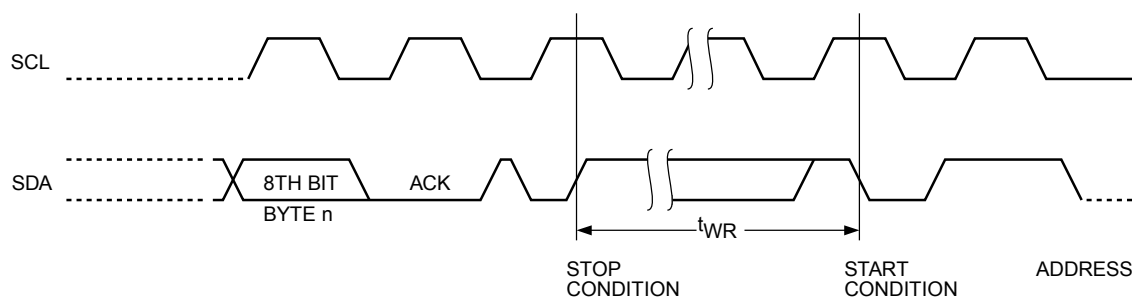 SCL
SDA
8TH BIT
BYTE n
ACK
tWR
STOP
CONDITION
START
CONDITION
ADDRESS